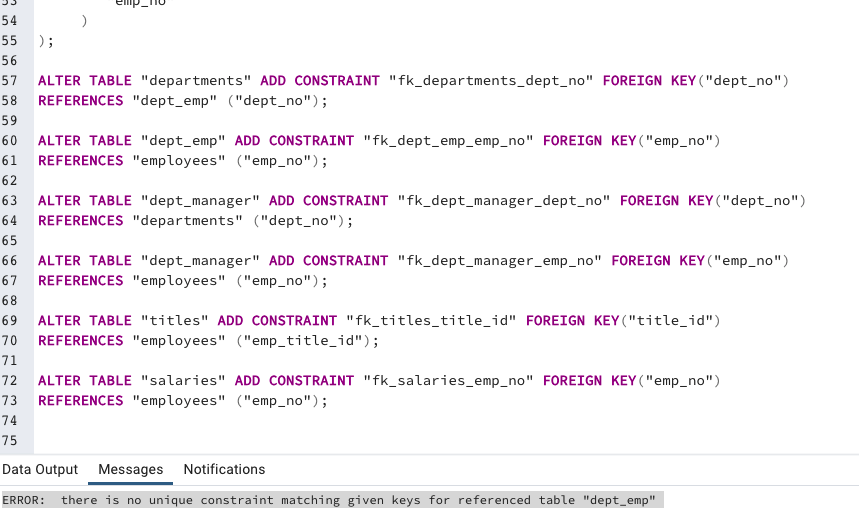 53 "emp_no"
54 )
55 );
56
57 ALTER TABLE "departments" ADD CONSTRAINT "fk_departments_dept_no" FOREIGN KEY("dept_no")
58 REFERENCES "dept_emp" ("dept_no");
59
60 ALTER TABLE "dept_emp" ADD CONSTRAINT "fk_dept_emp_emp_no" FOREIGN KEY("emp_no")
61 REFERENCES "employees" ("emp_no");
62
63 ALTER TABLE "dept_manager" ADD CONSTRAINT "fk_dept_manager_dept_no" FOREIGN KEY("dept_no")
64 REFERENCES "departments" ("dept_no");
65
66 ALTER TABLE "dept_manager" ADD CONSTRAINT "fk_dept_manager_emp_no" FOREIGN KEY("emp_no")
67 REFERENCES "employees" ("emp_no");
68
69 ALTER TABLE "titles" ADD CONSTRAINT "fk_titles_title_id" FOREIGN KEY("title_id")
70 REFERENCES "employees" ("emp_title_id");
71
72 ALTER TABLE "salaries" ADD CONSTRAINT "fk_salaries_emp_no" FOREIGN KEY("emp_no")
73 REFERENCES "employees" ("emp_no");
74
75
Data Output Messages Notifications
ERROR:  there is no unique constraint matching given keys for referenced table "dept_emp"